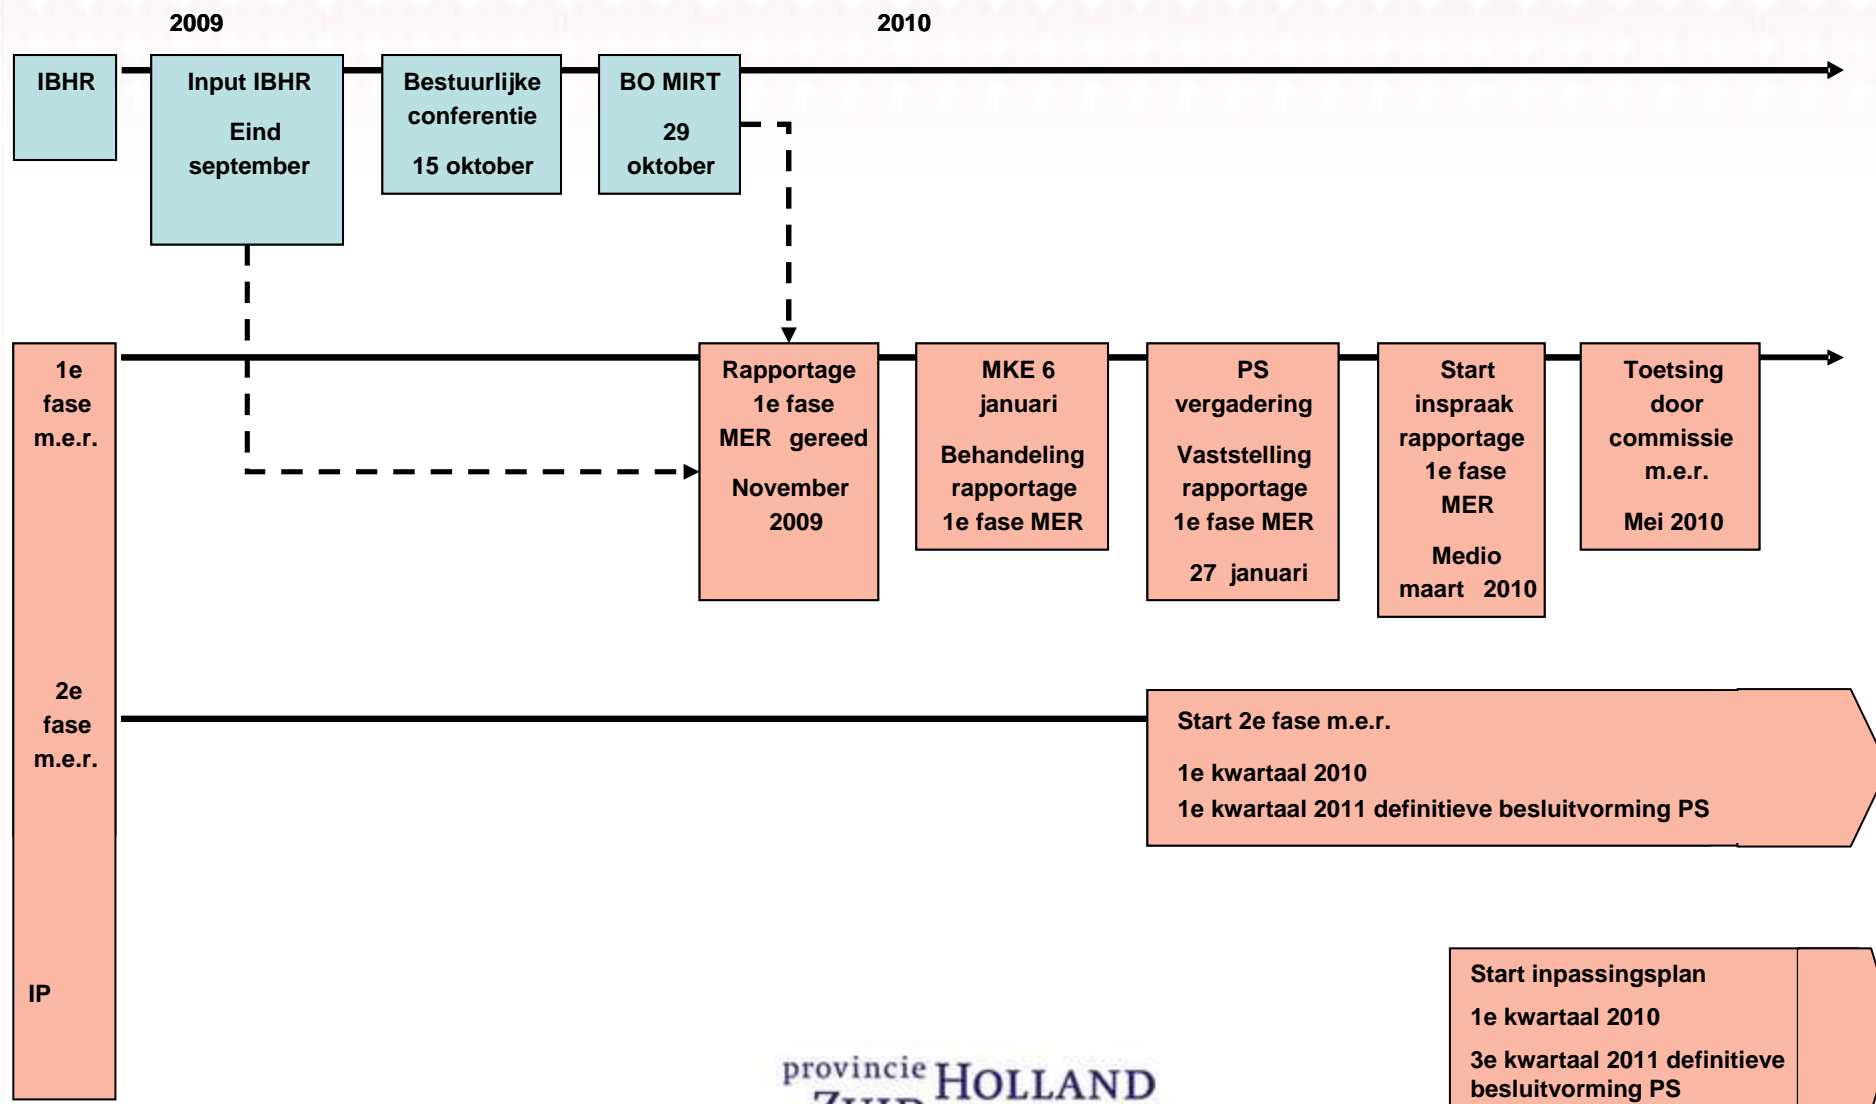 2009
2010
IBHR
Input IBHR
Eind
september
Bestuurlijke
conferentie
15 oktober
BO MIRT
29
oktober
1e
fase
m.e.r.
Rapportage
1e fase
MER gereed
November
2009
MKE 6
januari
Behandeling
rapportage
1e fase MER
PS
vergadering
Vaststelling
rapportage
1e fase MER
27 januari
Start
inspraak
rapportage
1e fase
MER
Medio
maart 2010
Toetsing
door
commissie
m.e.r.
Mei 2010
2e
fase
m.e.r.
Start 2e fase m.e.r.
1e kwartaal 2010
1e kwartaal 2011 definitieve besluitvorming PS
IP
Start inpassingsplan
1e kwartaal 2010
3e kwartaal 2011 definitieve
besluitvorming PS
provincie HOLLAND
ZUID